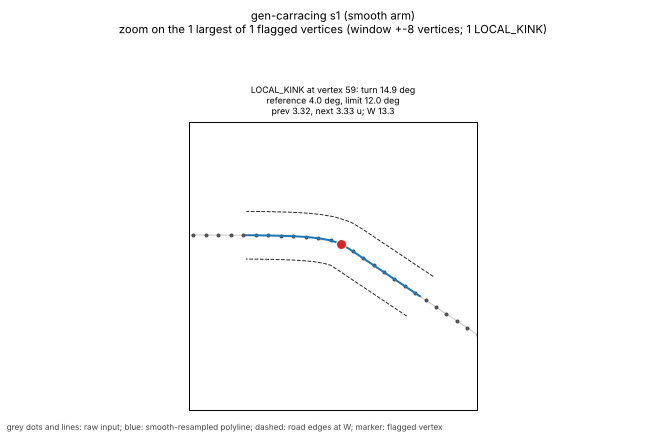 gen-carracing s1 (smooth arm)
zoom on the 1 largest of 1 flagged vertices (window +-8 vertices; 1 LOCAL_KINK)
LOCAL_KINK at vertex 59: turn 14.9 deg
reference 4.0 deg, limit 12.0 deg
prev 3.32, next 3.33 u; W 13.3
grey dots and lines: raw input; blue: smooth-resampled polyline; dashed: road edges at W; marker: flagged vertex